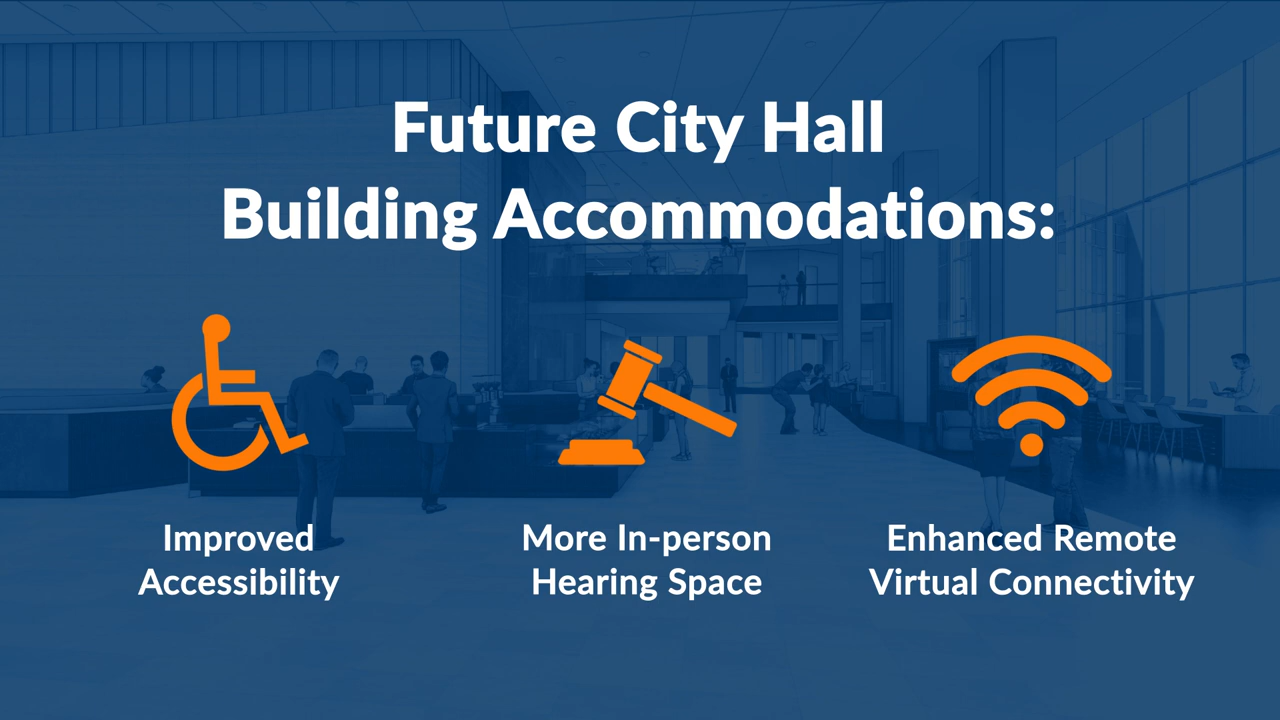 Future City Hall
Building Accommodations:
Improved
Accessibility
More In-person
Hearing Space
Enhanced Remote
Virtual Connectivity